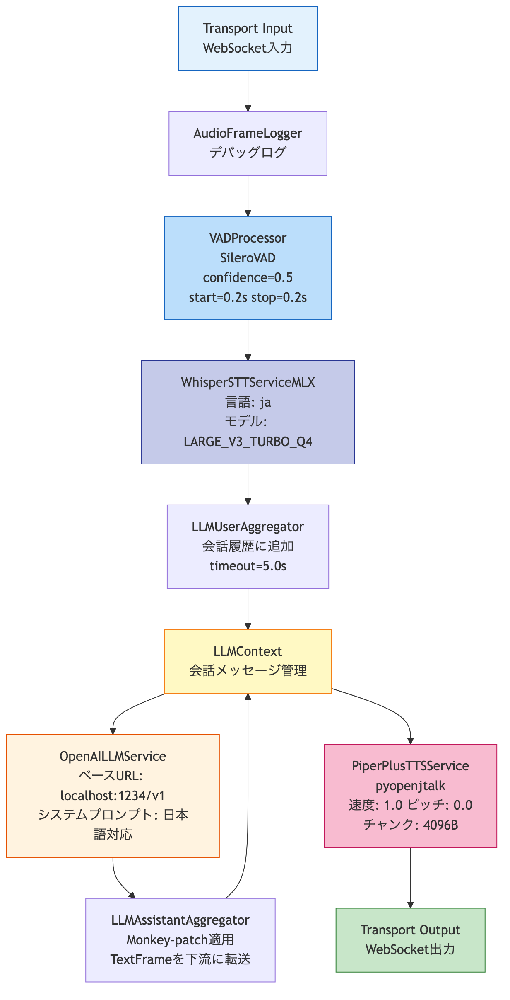 Transport Input
WebSocket入力
AudioFrameLogger
デバッグログ
VADProcessor
SileroVAD
confidence=0.5
start=0.2s stop=0.2s
WhisperSTTServiceMLX
言語: ja
モデル:
LARGE_V3_TURBO_Q4
LLMUserAggregator
会話履歴に追加
timeout=5.0s
LLMContext
会話メッセージ管理
OpenAILLMService
ベースURL:
localhost:1234/v1
システムプロンプト: 日本
語対応
PiperPlusTTSService
pyopenjtalk
速度: 1.0 ピッチ: 0.0
チャンク: 4096B
LLMAssistantAggregator
Monkey-patch適用
TextFrameを下流に転送
Transport Output
WebSocket出力